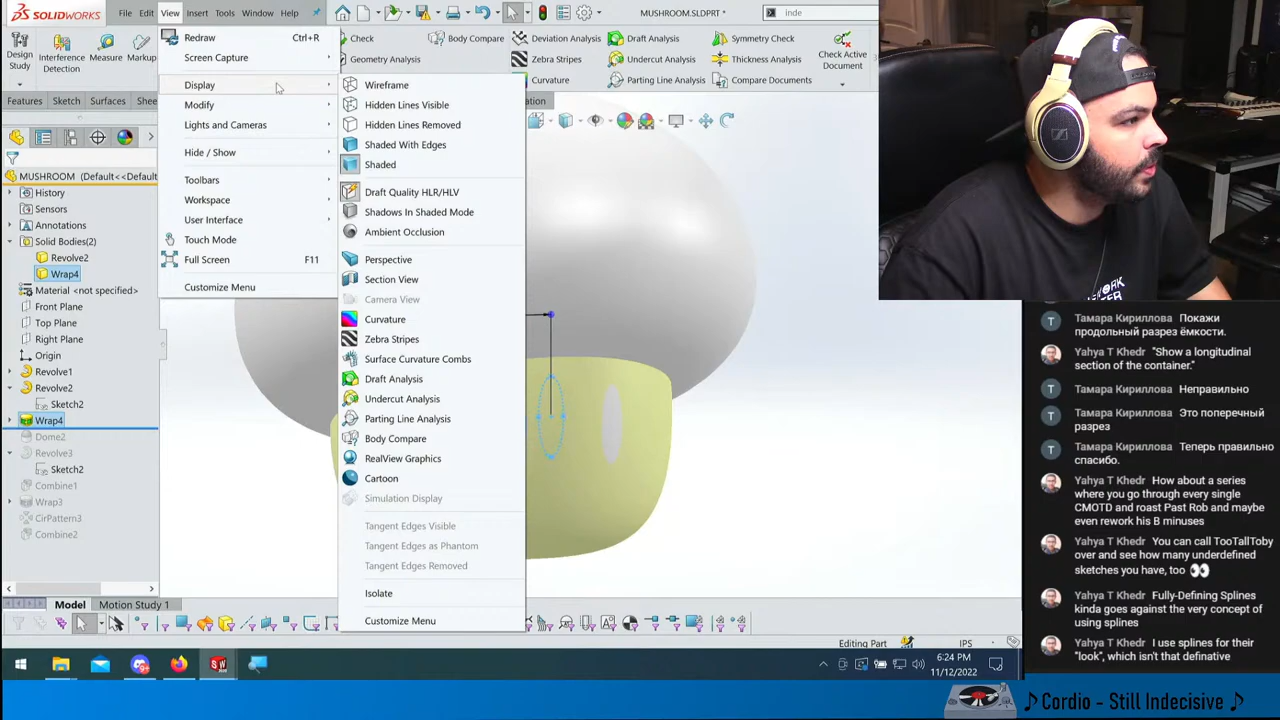 SOLIDWORKS File Edit View Insert Tools Window Help MUSHROOM.SLDPRT * inde
Design Study
Interference Detection
Measure
Markup
Check
Geometry Analysis
Body Compare
Deviation Analysis
Zebra Stripes
Curvature
Draft Analysis
Undercut Analysis
Parting Line Analysis
Symmetry Check
Thickness Analysis
Compare Documents
Check Active Document
Features Sketch Surfaces Shee
Redraw Ctrl+R
Screen Capture
Display
Modify
Lights and Cameras
Hide / Show
Toolbars
Workspace
User Interface
Touch Mode
Full Screen F11
Customize Menu
Wireframe
Hidden Lines Visible
Hidden Lines Removed
Shaded With Edges
Shaded
Draft Quality HLR/HLV
Shadows In Shaded Mode
Ambient Occlusion
Perspective
Section View
Camera View
Curvature
Zebra Stripes
Surface Curvature Combs
Draft Analysis
Undercut Analysis
Parting Line Analysis
Body Compare
RealView Graphics
Cartoon
Simulation Display
Tangent Edges Visible
Tangent Edges as Phantom
Tangent Edges Removed
Isolate
Customize Menu
MUSHROOM (Default<<Default
History
Sensors
Annotations
Solid Bodies(2)
Revolve2
Wrap4
Material <not specified>
Front Plane
Top Plane
Right Plane
Origin
Revolve1
Revolve2
Sketch2
Wrap4
Dome2
Revolve3
Sketch2
Combine1
Wrap3
CirPattern3
Combine2
Model Motion Study 1
Editing Part IPS
6:24 PM
11/12/2022
Тамара Кириллова Покажи
продольный разрез ёмкости.
Yahya T Khedr "Show a longitudinal
section of the container."
Тамара Кириллова Неправильно
Тамара Кириллова Это поперечный
разрез
Тамара Кириллова Теперь правильно
спасибо.
Yahya T Khedr How about a series
where you go through every single
CMOTD and roast Past Rob and maybe
even rework his B minuses
Yahya T Khedr You can call TooTallToby
over and see how many underdefined
sketches you have, too 👀
Yahya T Khedr Fully-Defining Splines
kinda goes against the very concept of
using splines
Yahya T Khedr I use splines for their
"look", which isn't that definative
♪ Cordio - Still Indecisive ♪